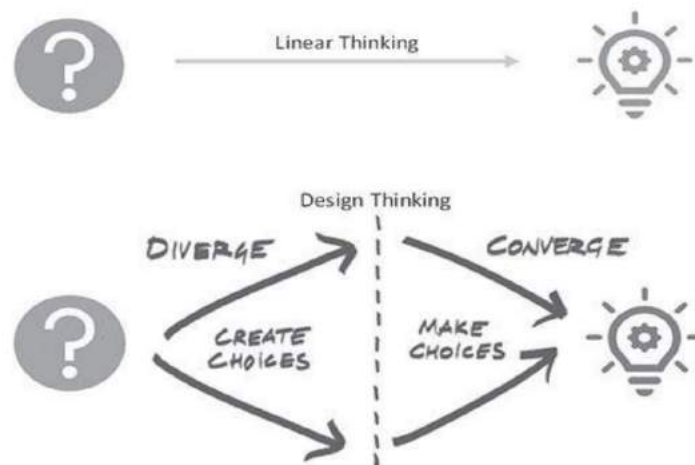 ?
Linear Thinking
Design Thinking
DIVERGE
CONVERGE
?
CREATE
CHOICES
MAKE
CHOICES